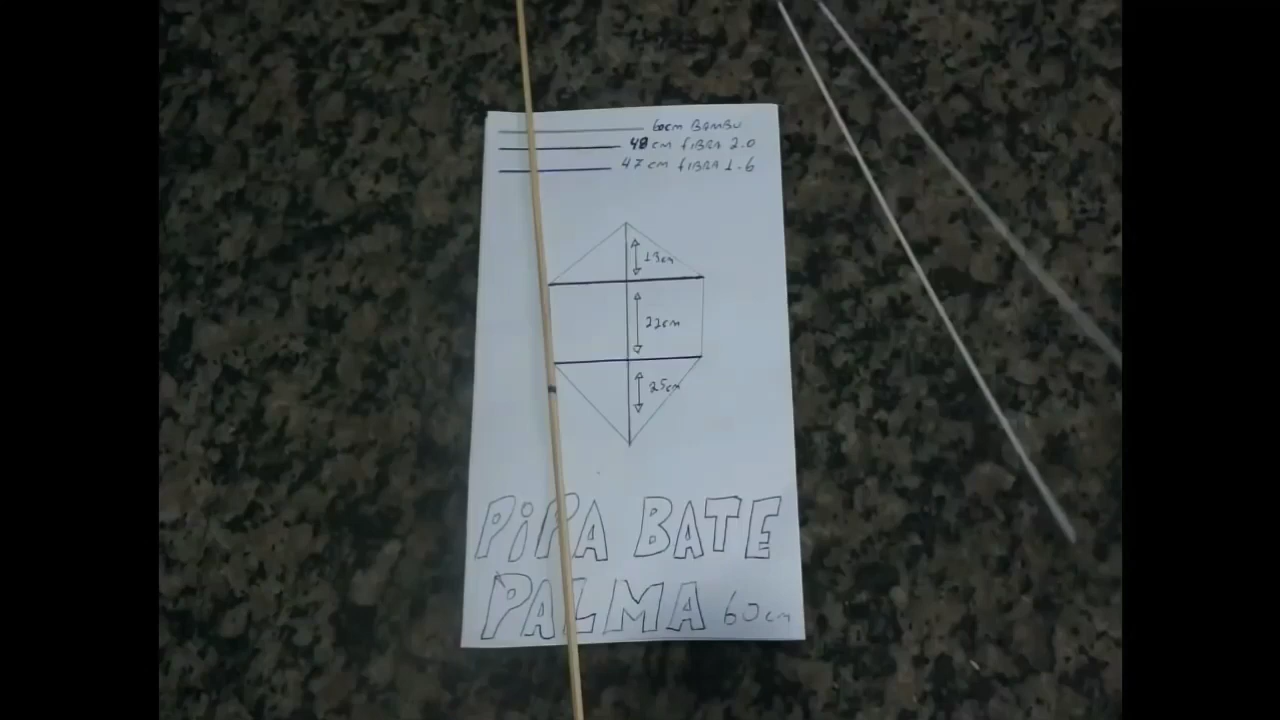 60cm BAMBU
48 cm fIBRA 2.0
47 cm fIBRA 1.6
13cm
22cm
25cm
PiPA BATE
PALMA 60cm